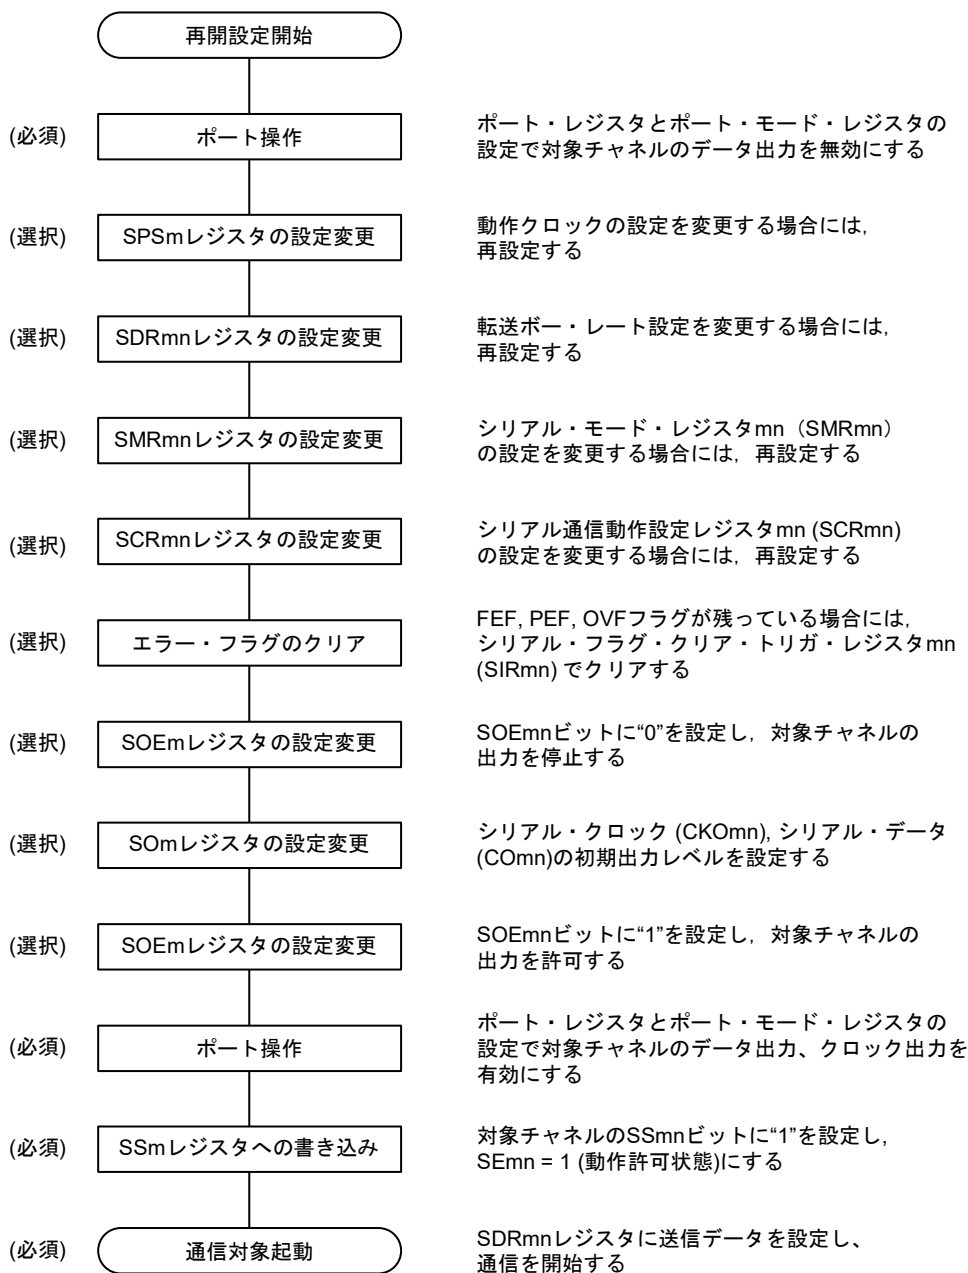 再開設定開始
(必須)
ポート操作
ポート・レジスタとポート・モード・レジスタの
設定で対象チャネルのデータ出力を無効にする
(選択)
SPSmレジスタの設定変更
動作クロックの設定を変更する場合には,
再設定する
(選択)
SDRmnレジスタの設定変更
転送ボー・レート設定を変更する場合には,
再設定する
(選択)
SMRmnレジスタの設定変更
シリアル・モード・レジスタmn（SMRmn）
の設定を変更する場合には, 再設定する
(選択)
SCRmnレジスタの設定変更
シリアル通信動作設定レジスタmn (SCRmn)
の設定を変更する場合には, 再設定する
(選択)
エラー・フラグのクリア
FEF, PEF, OVFフラグが残っている場合には,
シリアル・フラグ・クリア・トリガ・レジスタmn
(SIRmn) でクリアする
(選択)
SOEmレジスタの設定変更
SOEmnビットに“0”を設定し, 対象チャネルの
出力を停止する
(選択)
SOmレジスタの設定変更
シリアル・クロック (CKOmn), シリアル・データ
(COmn)の初期出力レベルを設定する
(選択)
SOEmレジスタの設定変更
SOEmnビットに“1”を設定し, 対象チャネルの
出力を許可する
(必須)
ポート操作
ポート・レジスタとポート・モード・レジスタの
設定で対象チャネルのデータ出力、クロック出力を
有効にする
(必須)
SSmレジスタへの書き込み
対象チャネルのSSmnビットに“1”を設定し,
SEmn = 1 (動作許可状態)にする
(必須)
通信対象起動
SDRmnレジスタに送信データを設定し、
通信を開始する